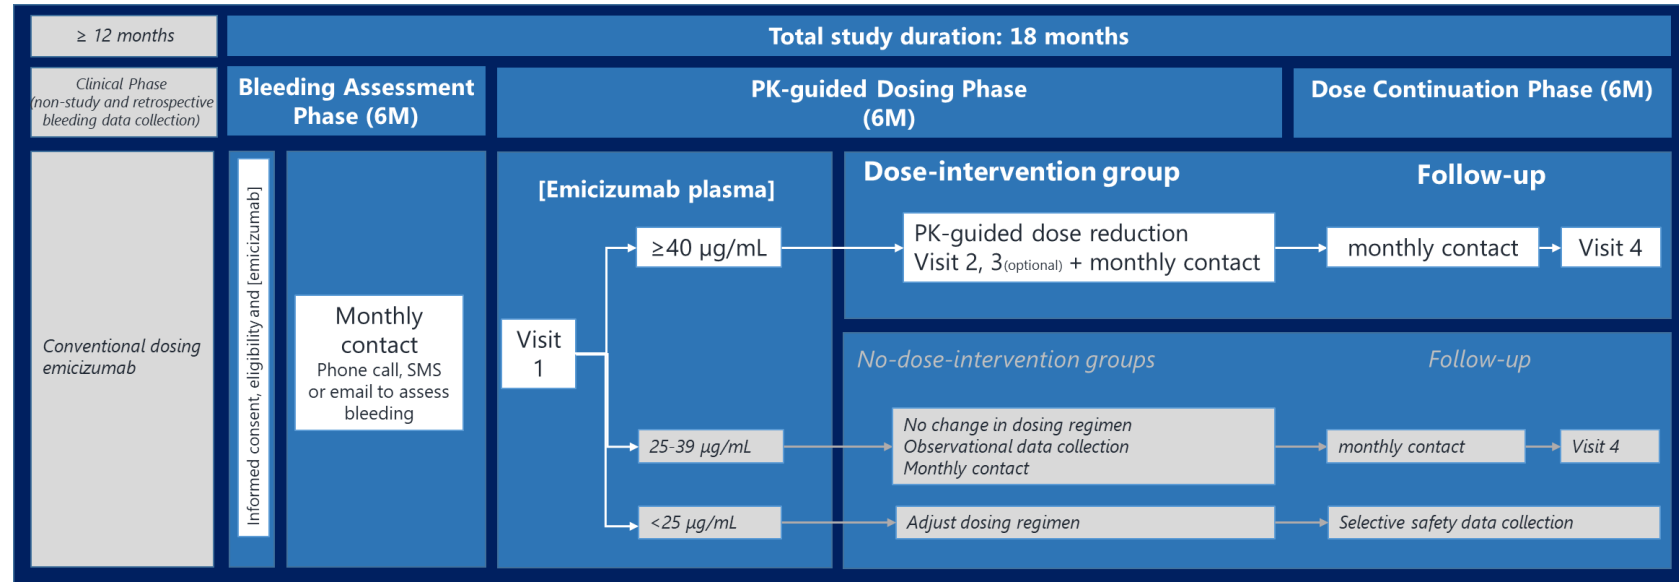 ≥ 12 months
Total study duration: 18 months
Clinical Phase
(non-study and retrospective
bleeding data collection)
Bleeding Assessment
Phase (6M)
PK-guided Dosing Phase
(6M)
Dose Continuation Phase (6M)
Conventional dosing
emicizumab
Informed consent, eligibility and [emicizumab]
Monthly
contact
Phone call, SMS
or email to assess
bleeding
[Emicizumab plasma]
Visit
1
≥40 µg/mL
25-39 µg/mL
<25 µg/mL
Dose-intervention group
Follow-up
PK-guided dose reduction
Visit 2, 3(optional) + monthly contact
monthly contact
Visit 4
No-dose-intervention groups
Follow-up
No change in dosing regimen
Observational data collection
Monthly contact
monthly contact
Visit 4
Adjust dosing regimen
Selective safety data collection